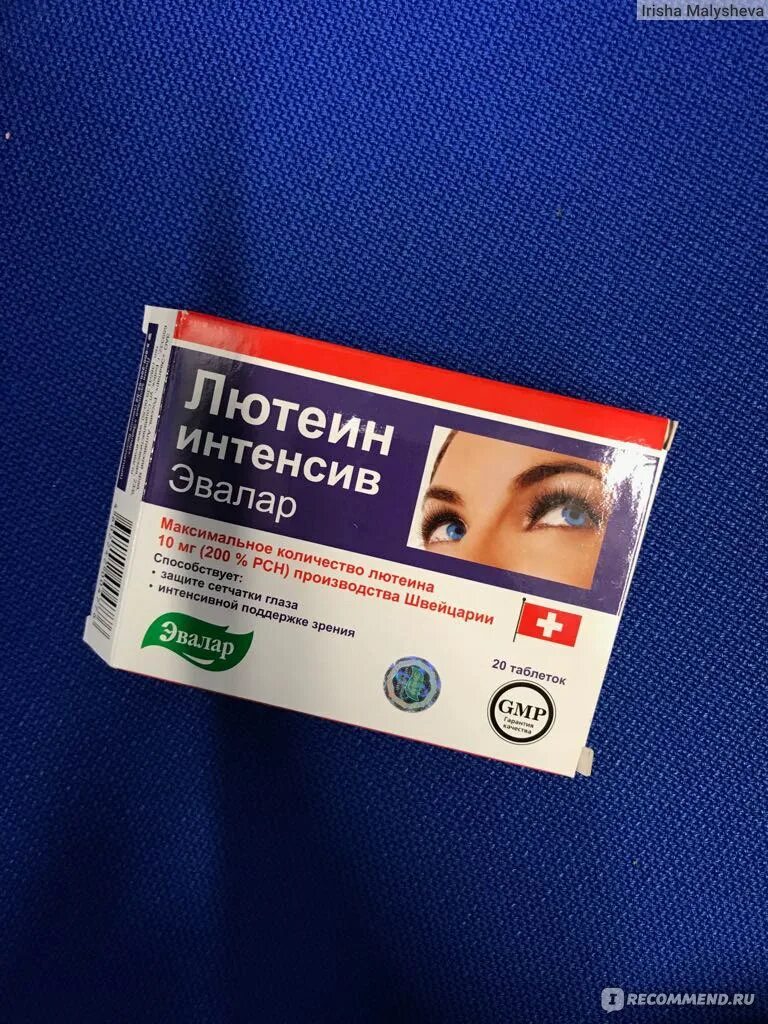 Irisha Malysheva
Лютеин
интенсив
Эвалар
Максимальное количество лютеина
10 мг (200 % РСН) производства Швейцарии
Способствует:
• защите сетчатки глаза
• интенсивной поддержке зрения
Эвалар
20 таблеток
GMP
Гарантия
качества
I RECOMMEND.RU